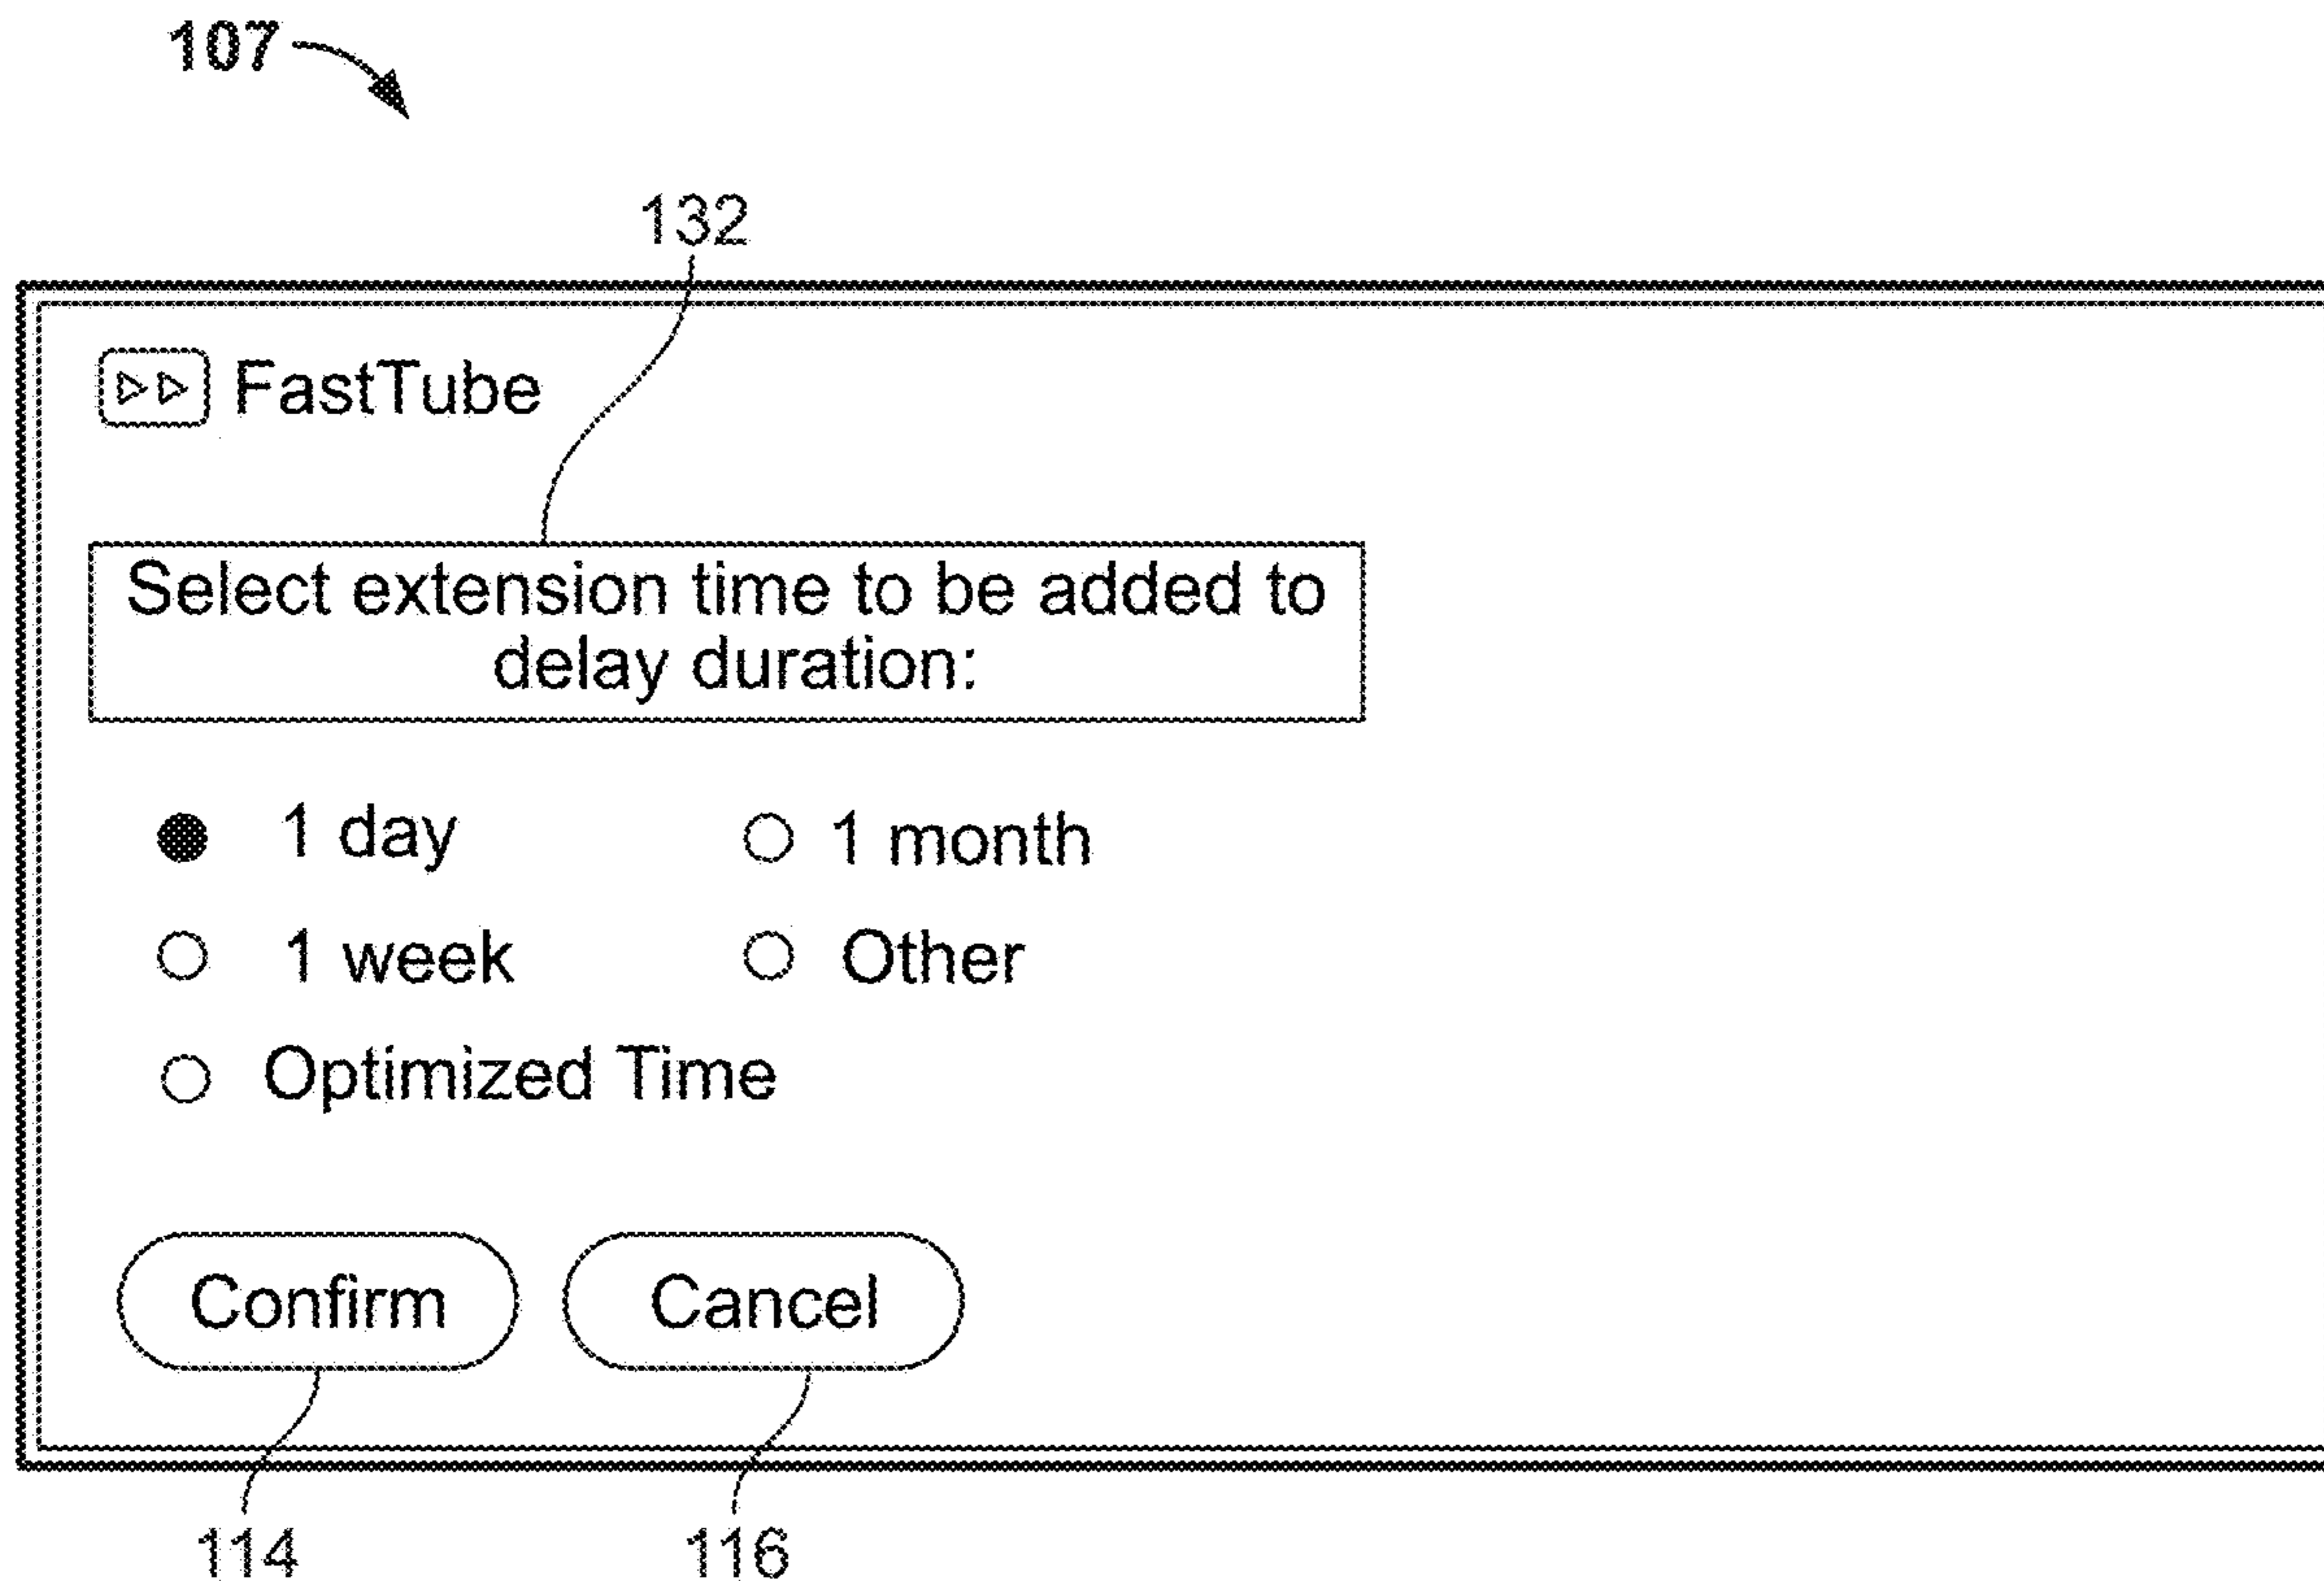 107
132
FastTube
Select extension time to be added to
delay duration:
1 day
1 month
1 week
Other
Optimized Time
Confirm
Cancel
114
116